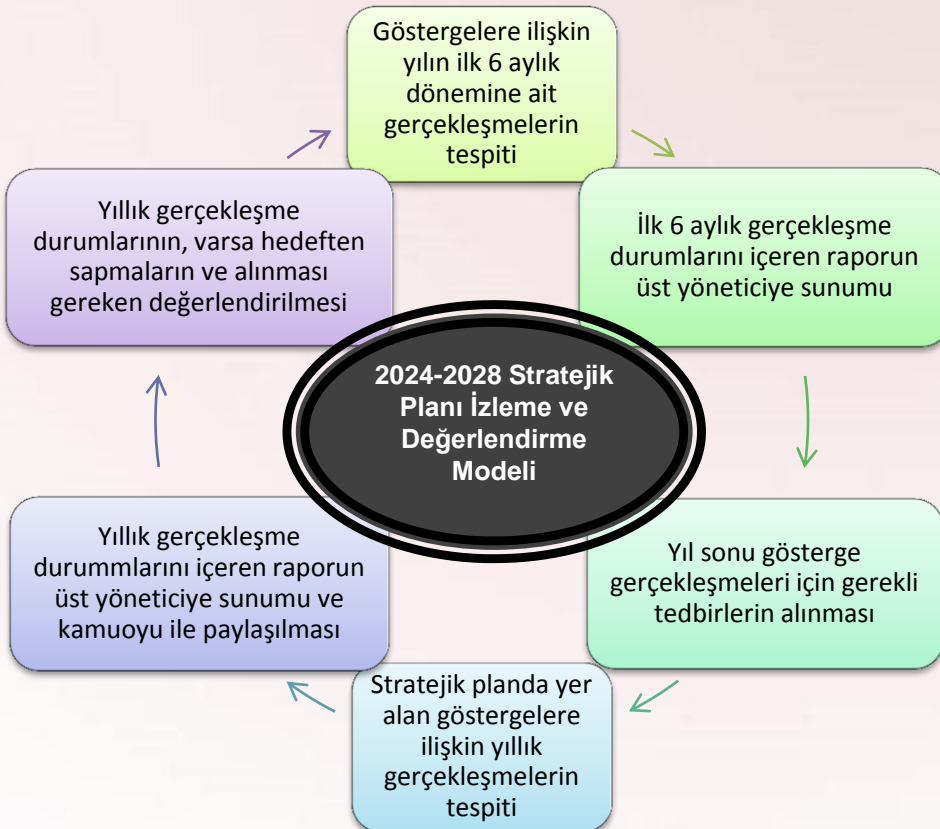 Göstergelere ilişkin
yılın ilk 6 aylık
dönemine ait
gerçekleşmelerin
tespiti
İlk 6 aylık gerçekleşme
durumlarını içeren raporun
üst yöneticiye sunumu
Yıl sonu gösterge
gerçekleşmeleri için gerekli
tedbirlerin alınması
Stratejik planda yer
alan göstergelere
ilişkin yıllık
gerçekleşmelerin
tespiti
Yıllık gerçekleşme
durummlarını içeren raporun
üst yöneticiye sunumu ve
kamuoyu ile paylaşılması
Yıllık gerçekleşme
durumlarının, varsa hedeften
sapmaların ve alınması
gereken değerlendirilmesi
2024-2028 Stratejik
Planı İzleme ve
Değerlendirme
Modeli